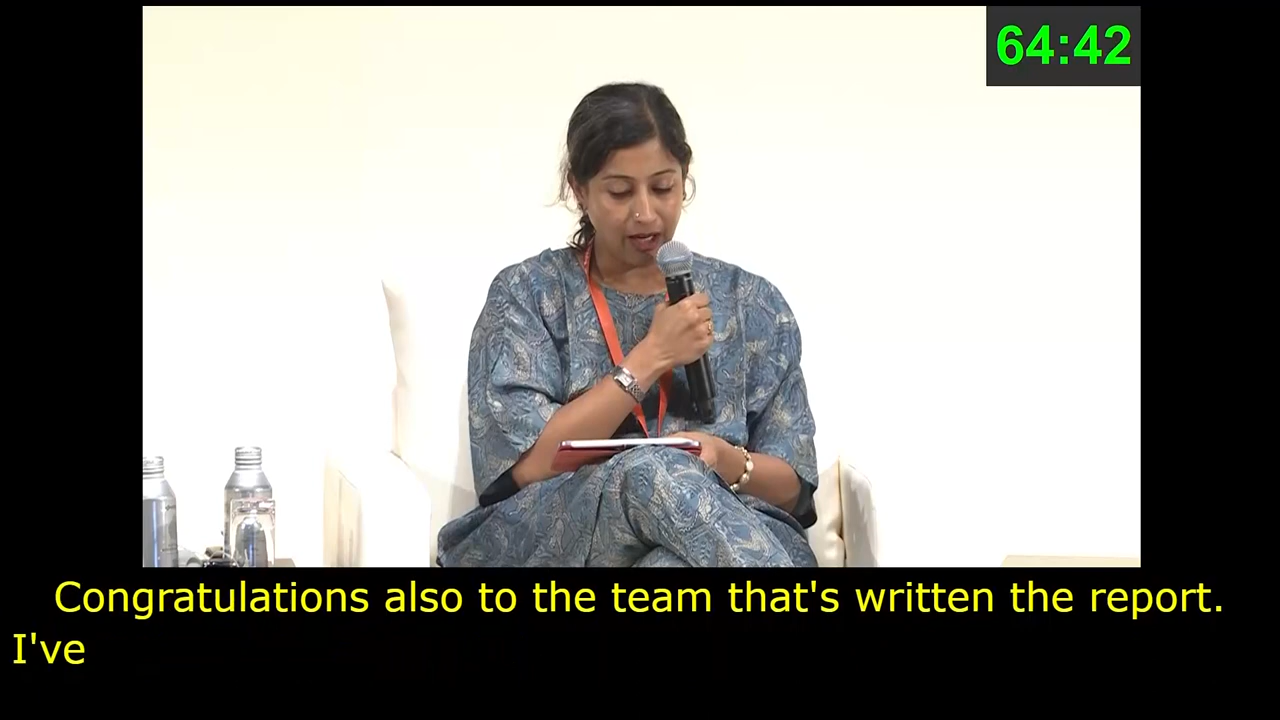 64:42
Congratulations also to the team that's written the report.
I've